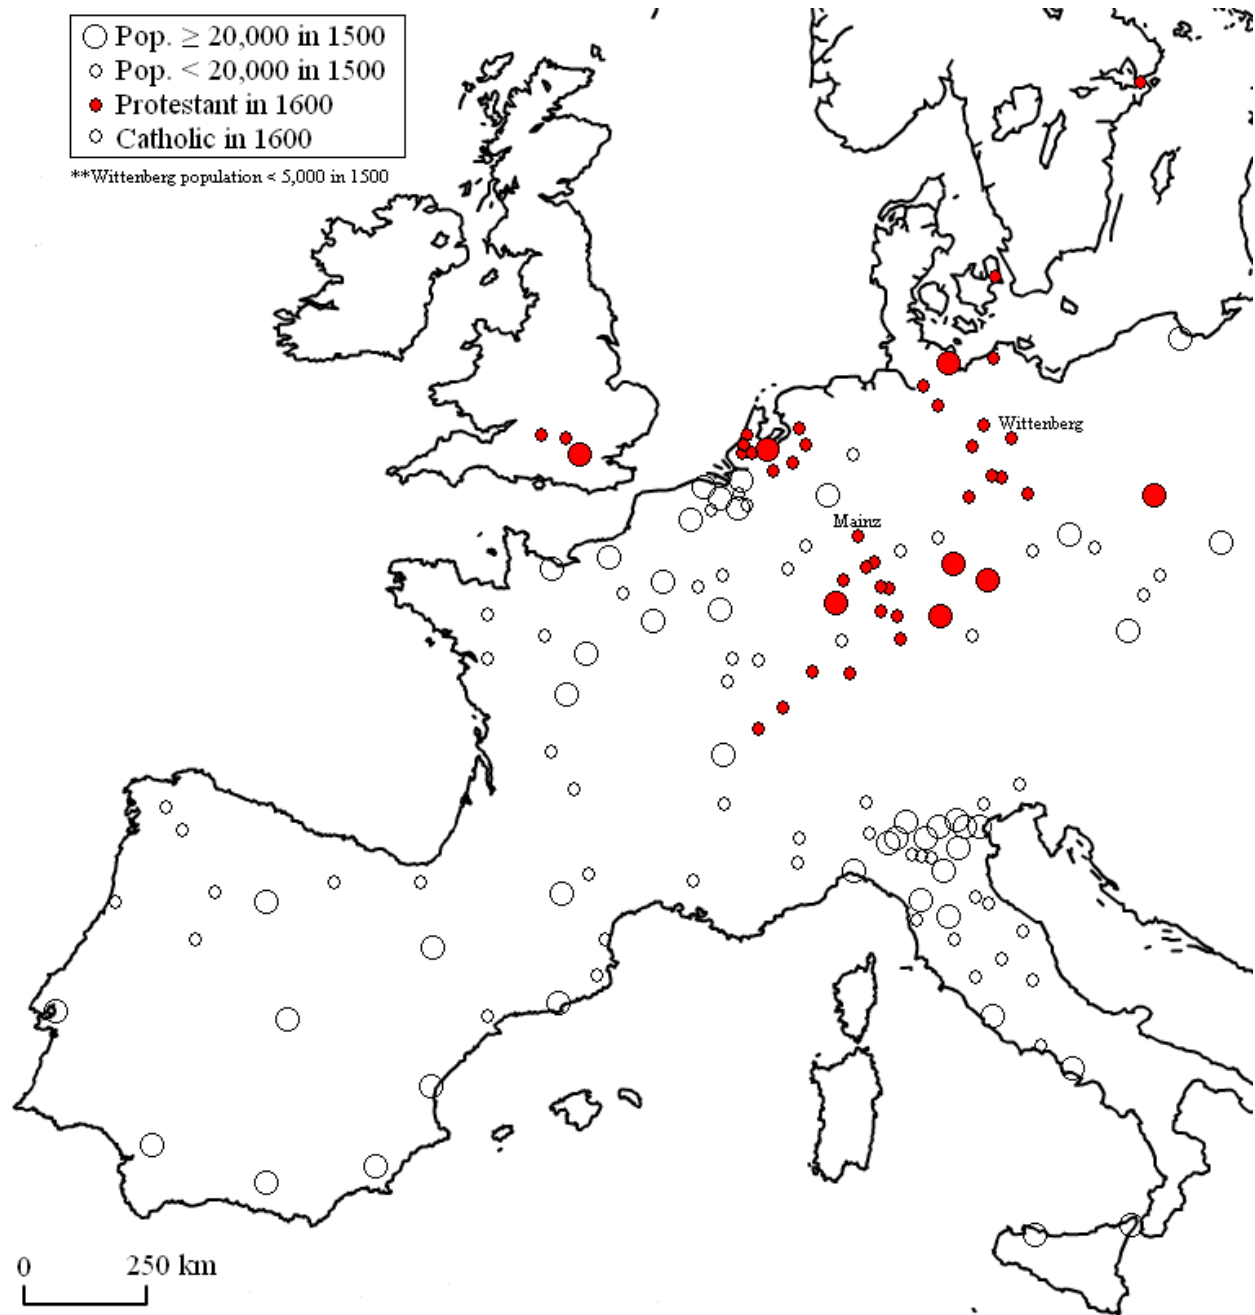 Pop. ≥ 20,000 in 1500
Pop. < 20,000 in 1500
Protestant in 1600
Catholic in 1600
**Wittenberg population < 5,000 in 1500
Wittenberg
Mainz
0 250 km